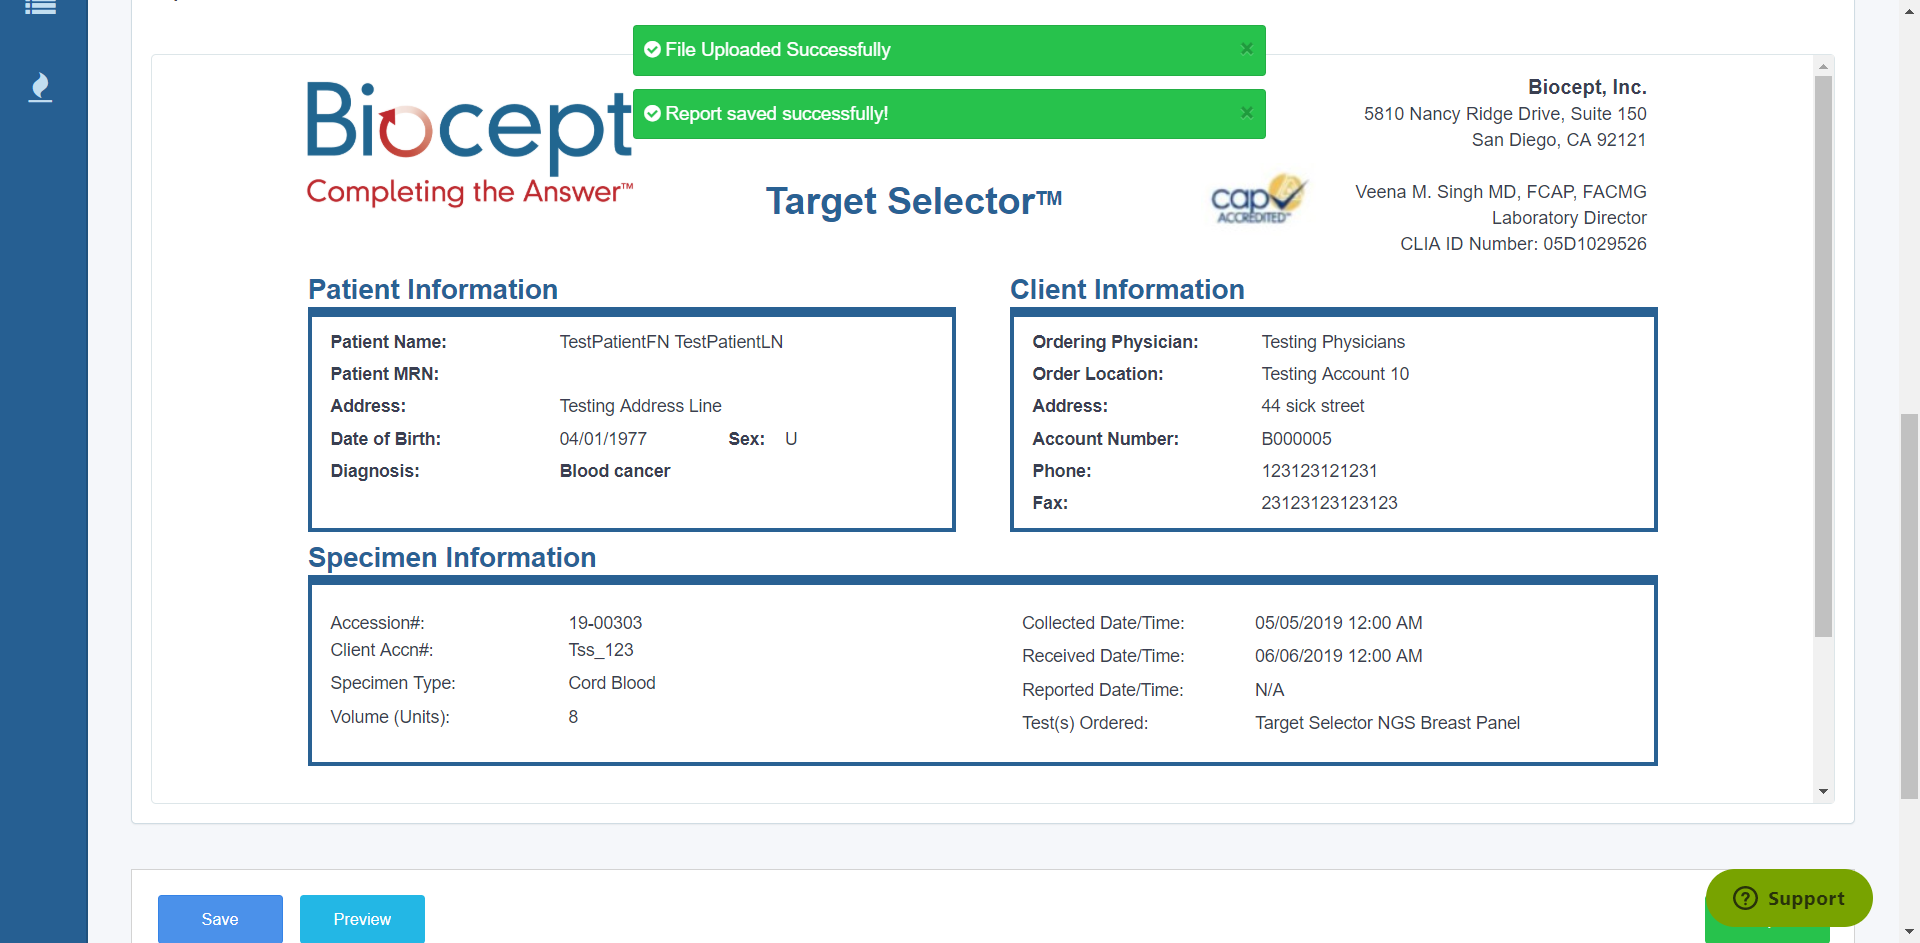 File Uploaded Successfully ×
Report saved successfully! ×
Biocept
Completing the Answer™
Target Selector™
cap
ACCREDITED™
Biocept, Inc.
5810 Nancy Ridge Drive, Suite 150
San Diego, CA 92121
Veena M. Singh MD, FCAP, FACMG
Laboratory Director
CLIA ID Number: 05D1029526
Patient Information
Patient Name: TestPatientFN TestPatientLN
Patient MRN:
Address: Testing Address Line
Date of Birth: 04/01/1977 Sex: U
Diagnosis: Blood cancer
Client Information
Ordering Physician: Testing Physicians
Order Location: Testing Account 10
Address: 44 sick street
Account Number: B000005
Phone: 123123121231
Fax: 23123123123123
Specimen Information
Accession#: 19-00303
Client Accn#: Tss_123
Specimen Type: Cord Blood
Volume (Units): 8
Collected Date/Time: 05/05/2019 12:00 AM
Received Date/Time: 06/06/2019 12:00 AM
Reported Date/Time: N/A
Test(s) Ordered: Target Selector NGS Breast Panel
Save
Preview
Support